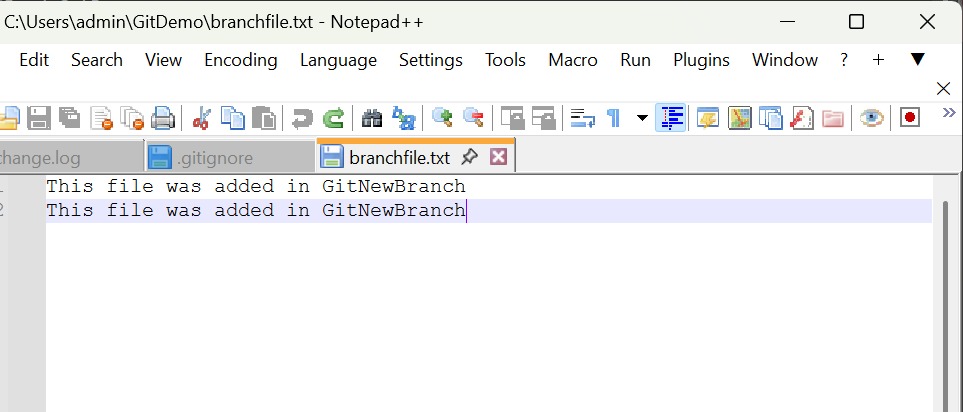 C:\Users\admin\GitDemo\branchfile.txt - Notepad++
Edit Search View Encoding Language Settings Tools Macro Run Plugins Window ? + ▼
change.log .gitignore branchfile.txt
1 This file was added in GitNewBranch
2 This file was added in GitNewBranch